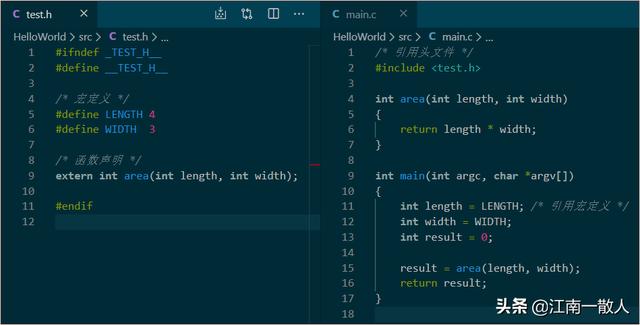 C test.h
HelloWorld > src > C test.h > ...
1 #ifndef _TEST_H__
2 #define __TEST_H__
3
4 /* 宏定义 */
5 #define LENGTH 4
6 #define WIDTH  3
7
8 /* 函数声明 */
9 extern int area(int length, int width);
10
11 #endif
12
C main.c
HelloWorld > src > C main.c > ...
1 /* 引用头文件 */
2 #include <test.h>
3
4 int area(int length, int width)
5 {
6     return length * width;
7 }
8
9 int main(int argc, char *argv[])
10 {
11     int length = LENGTH; /* 引用宏定义 */
12     int width = WIDTH;
13     int result = 0;
14
15     result = area(length, width);
16     return result;
17 }
18
头条 @江南一散人